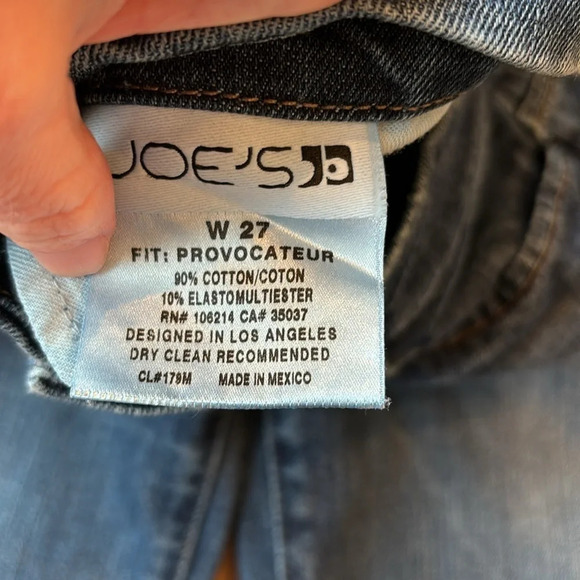 JOE'S
W 27
FIT: PROVOCATEUR
90% COTTON/COTON
10% ELASTOMULTIESTER
RN# 106214 CA# 35037
DESIGNED IN LOS ANGELES
DRY CLEAN RECOMMENDED
CL#179M MADE IN MEXICO